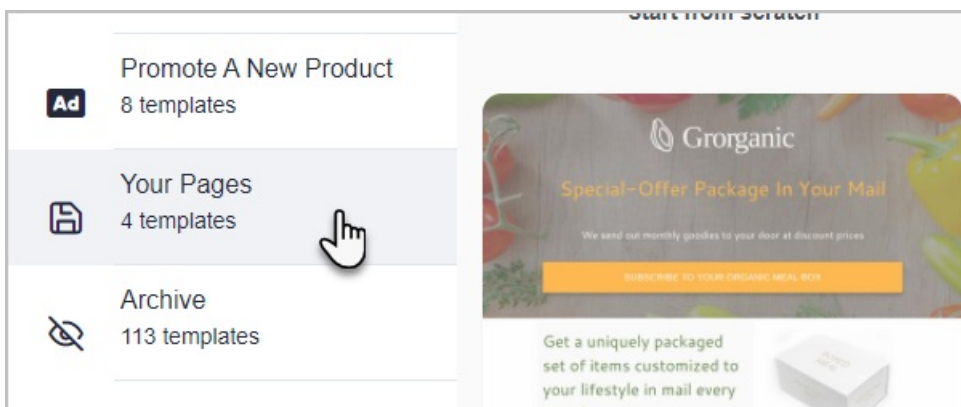 Start from scratch
Promote A New Product
Ad
8 templates
Your Pages
4 templates
Archive
113 templates
Grorganic
Special-Offer Package In Your Mail
We send out monthly goodies to your door at discount prices
SUBSCRIBE TO YOUR ORGANIC MEAL BOX
Get a uniquely packaged
set of items customized to
your lifestyle in mail every